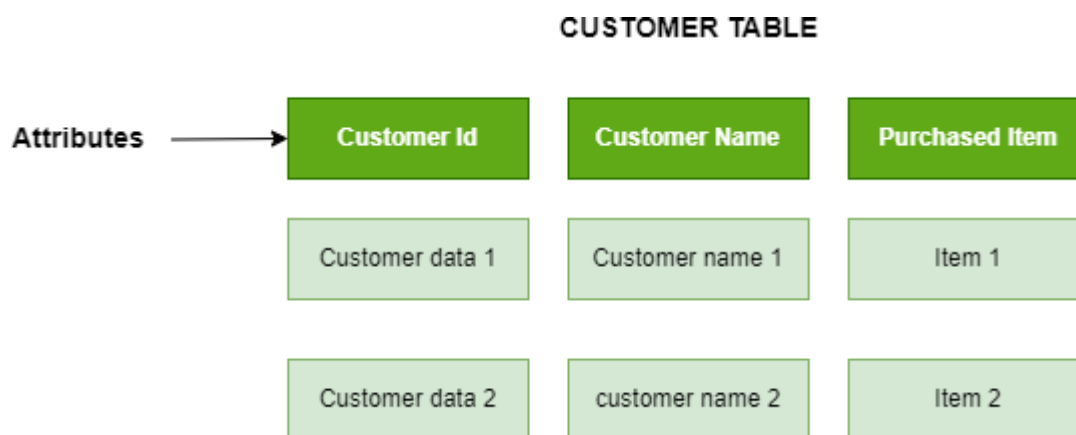 CUSTOMER TABLE
Attributes
Customer Id
Customer Name
Purchased Item
Customer data 1
Customer name 1
Item 1
Customer data 2
customer name 2
Item 2